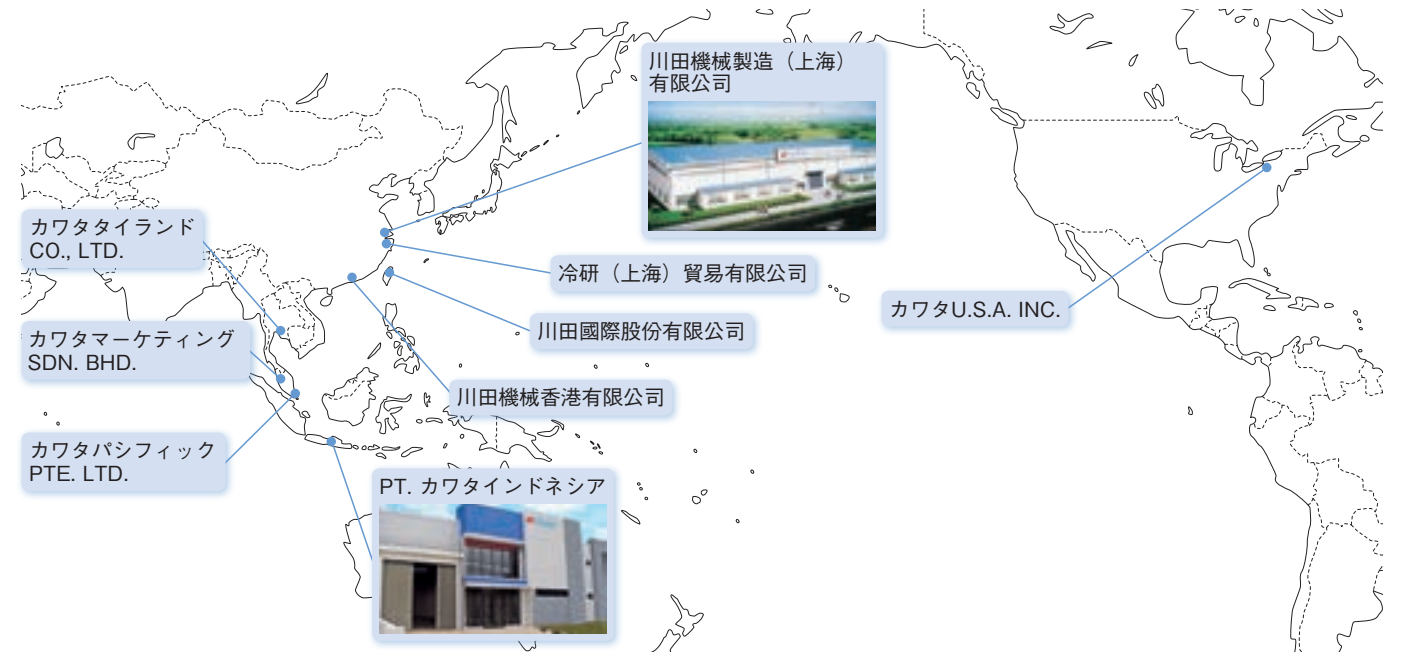 川田機械製造（上海）
有限公司
カワタタイランド
CO., LTD.
冷研（上海）貿易有限公司
カワタU.S.A. INC.
川田國際股份有限公司
カワタマーケティング
SDN. BHD.
川田機械香港有限公司
カワタパシフィック
PTE. LTD.
PT. カワタインドネシア